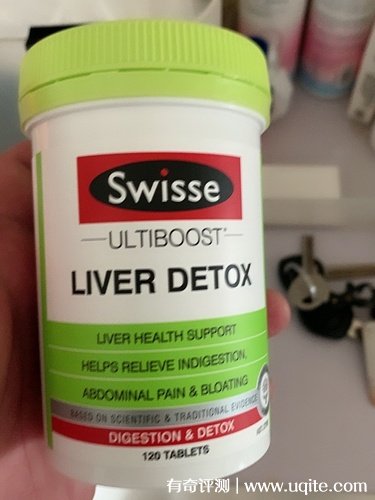 Swisse
ULTIBOOST
LIVER DETOX
LIVER HEALTH SUPPORT
HELPS RELIEVE INDIGESTION,
ABDOMINAL PAIN & BLOATING
BASED ON SCIENTIFIC & TRADITIONAL EVIDENCE
DIGESTION & DETOX
120 TABLETS
有奇评测 | www.uqite.com